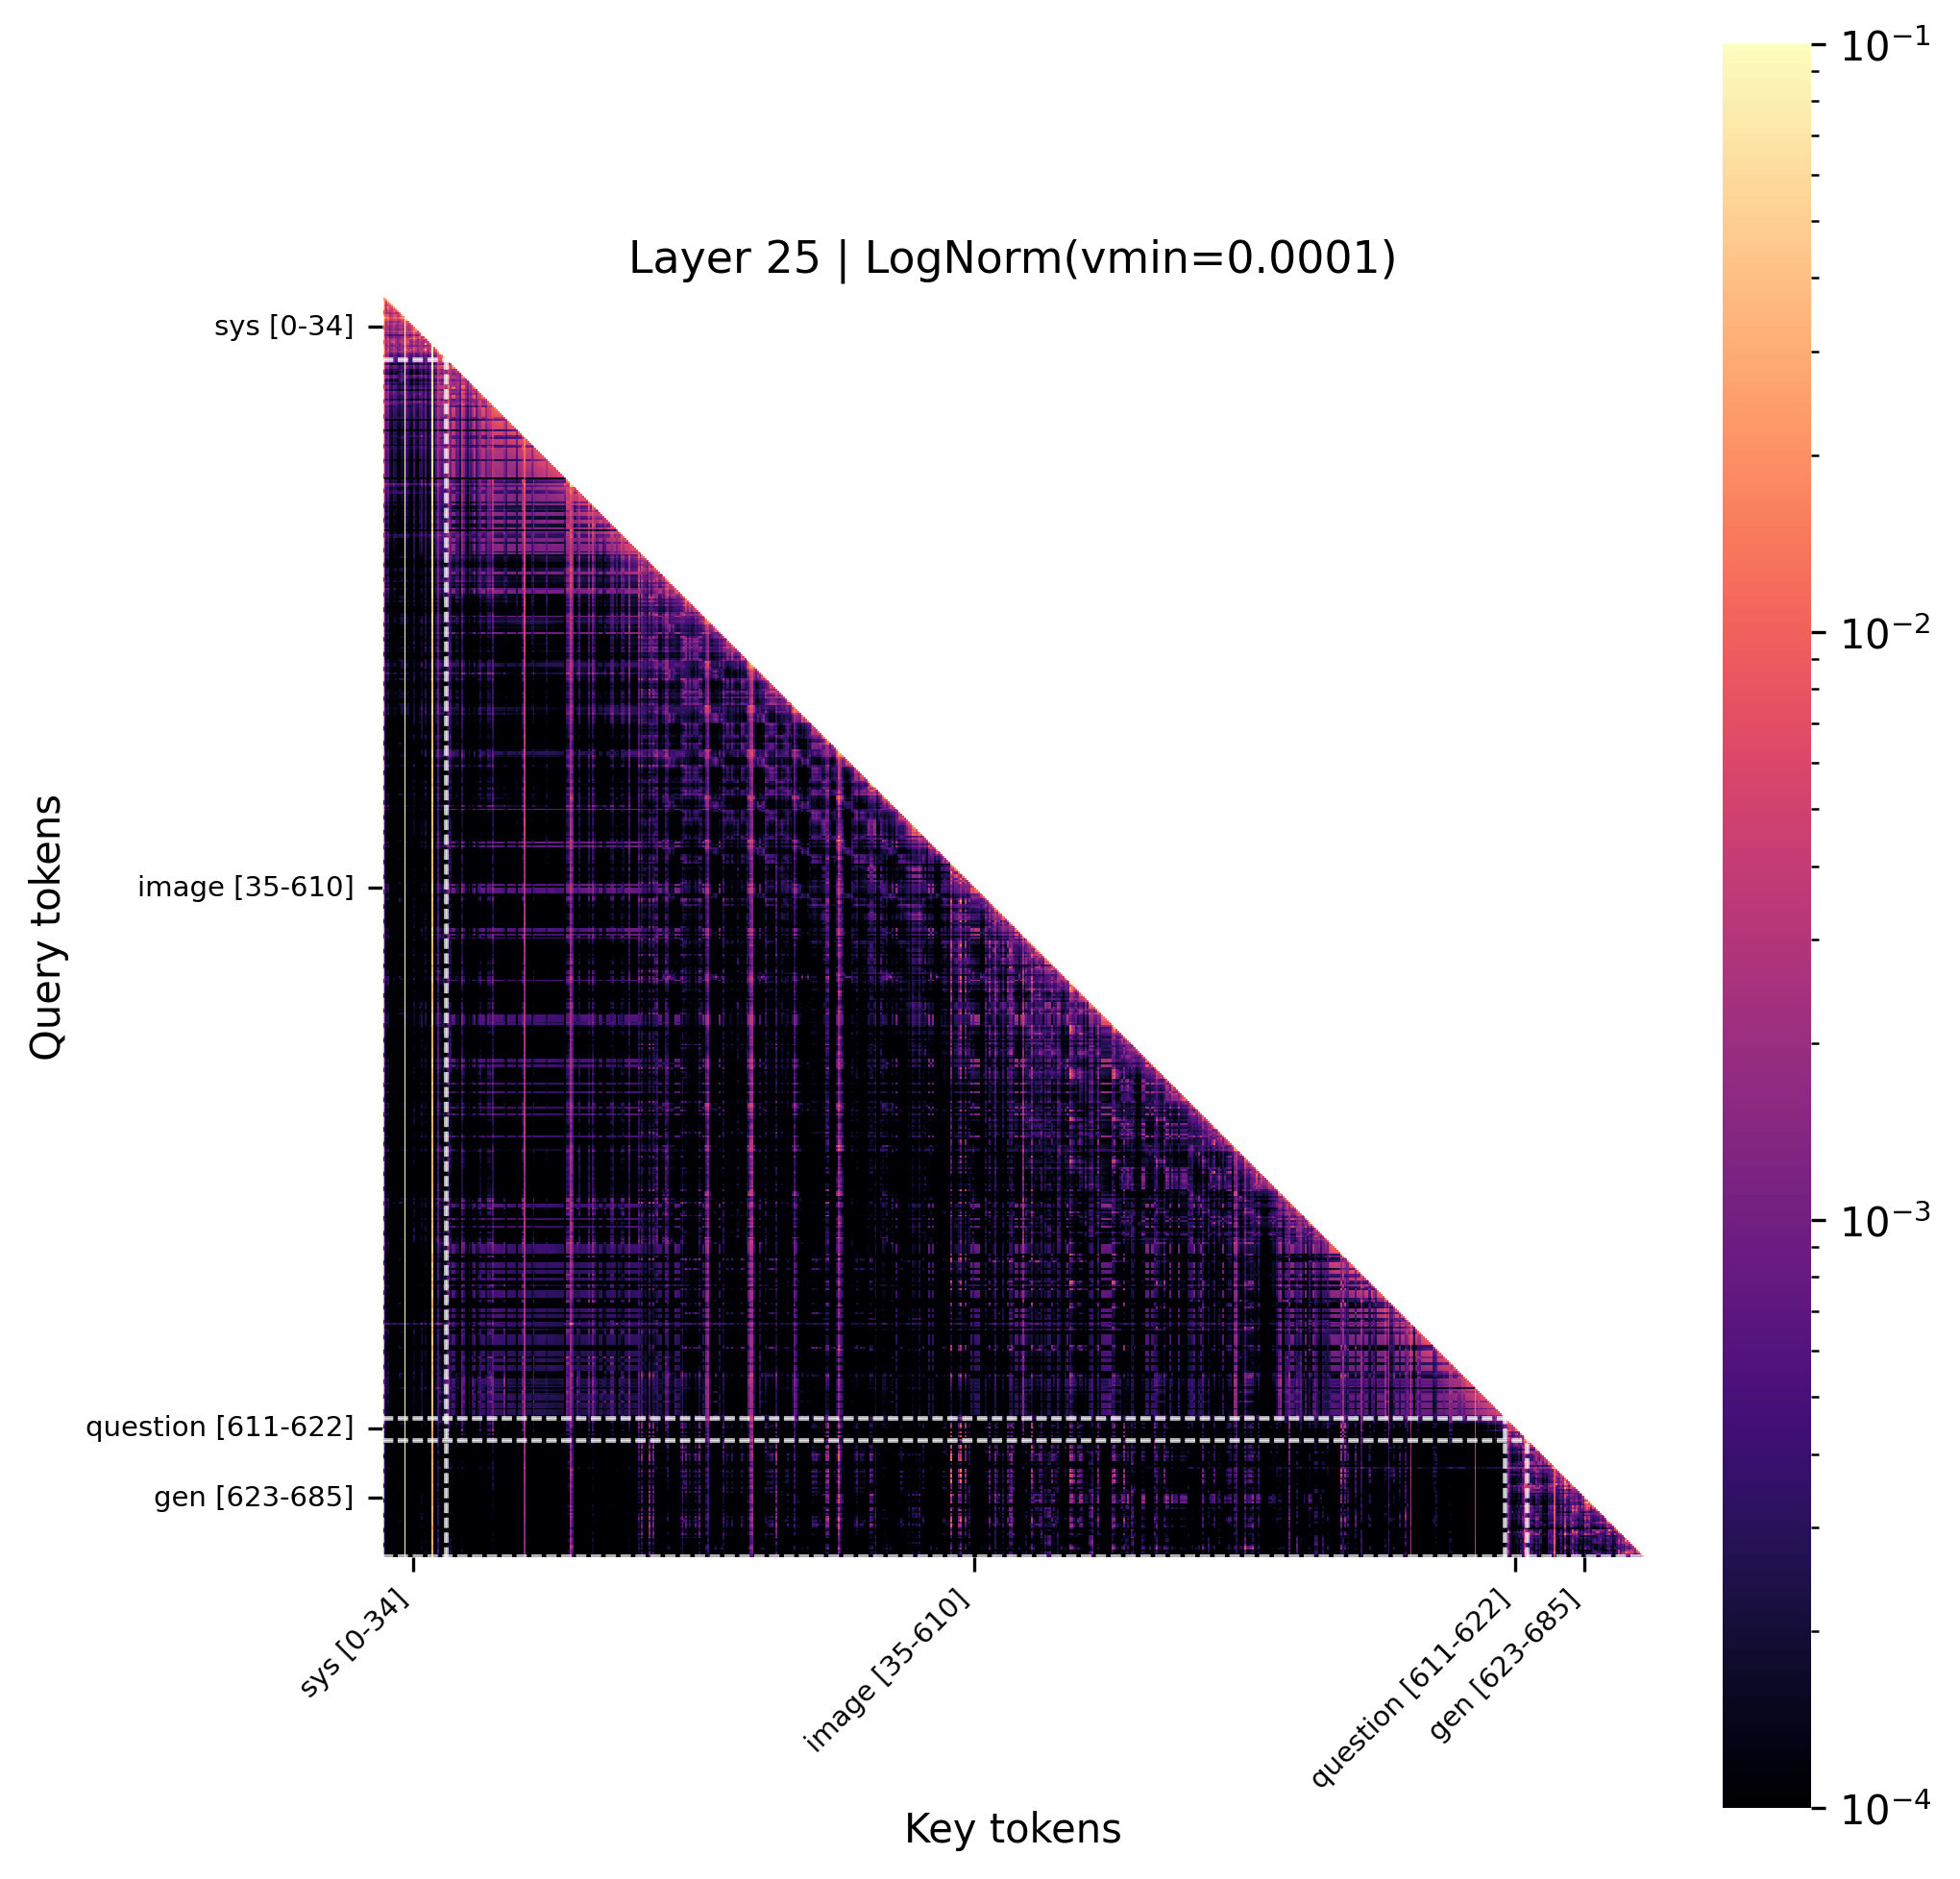 Layer 25 | LogNorm(vmin=0.0001)
Query tokens
sys [0-34]
image [35-610]
question [611-622]
gen [623-685]
sys [0-34]
image [35-610]
question [611-622]
gen [623-685]
Key tokens
10⁻¹
10⁻²
10⁻³
10⁻⁴